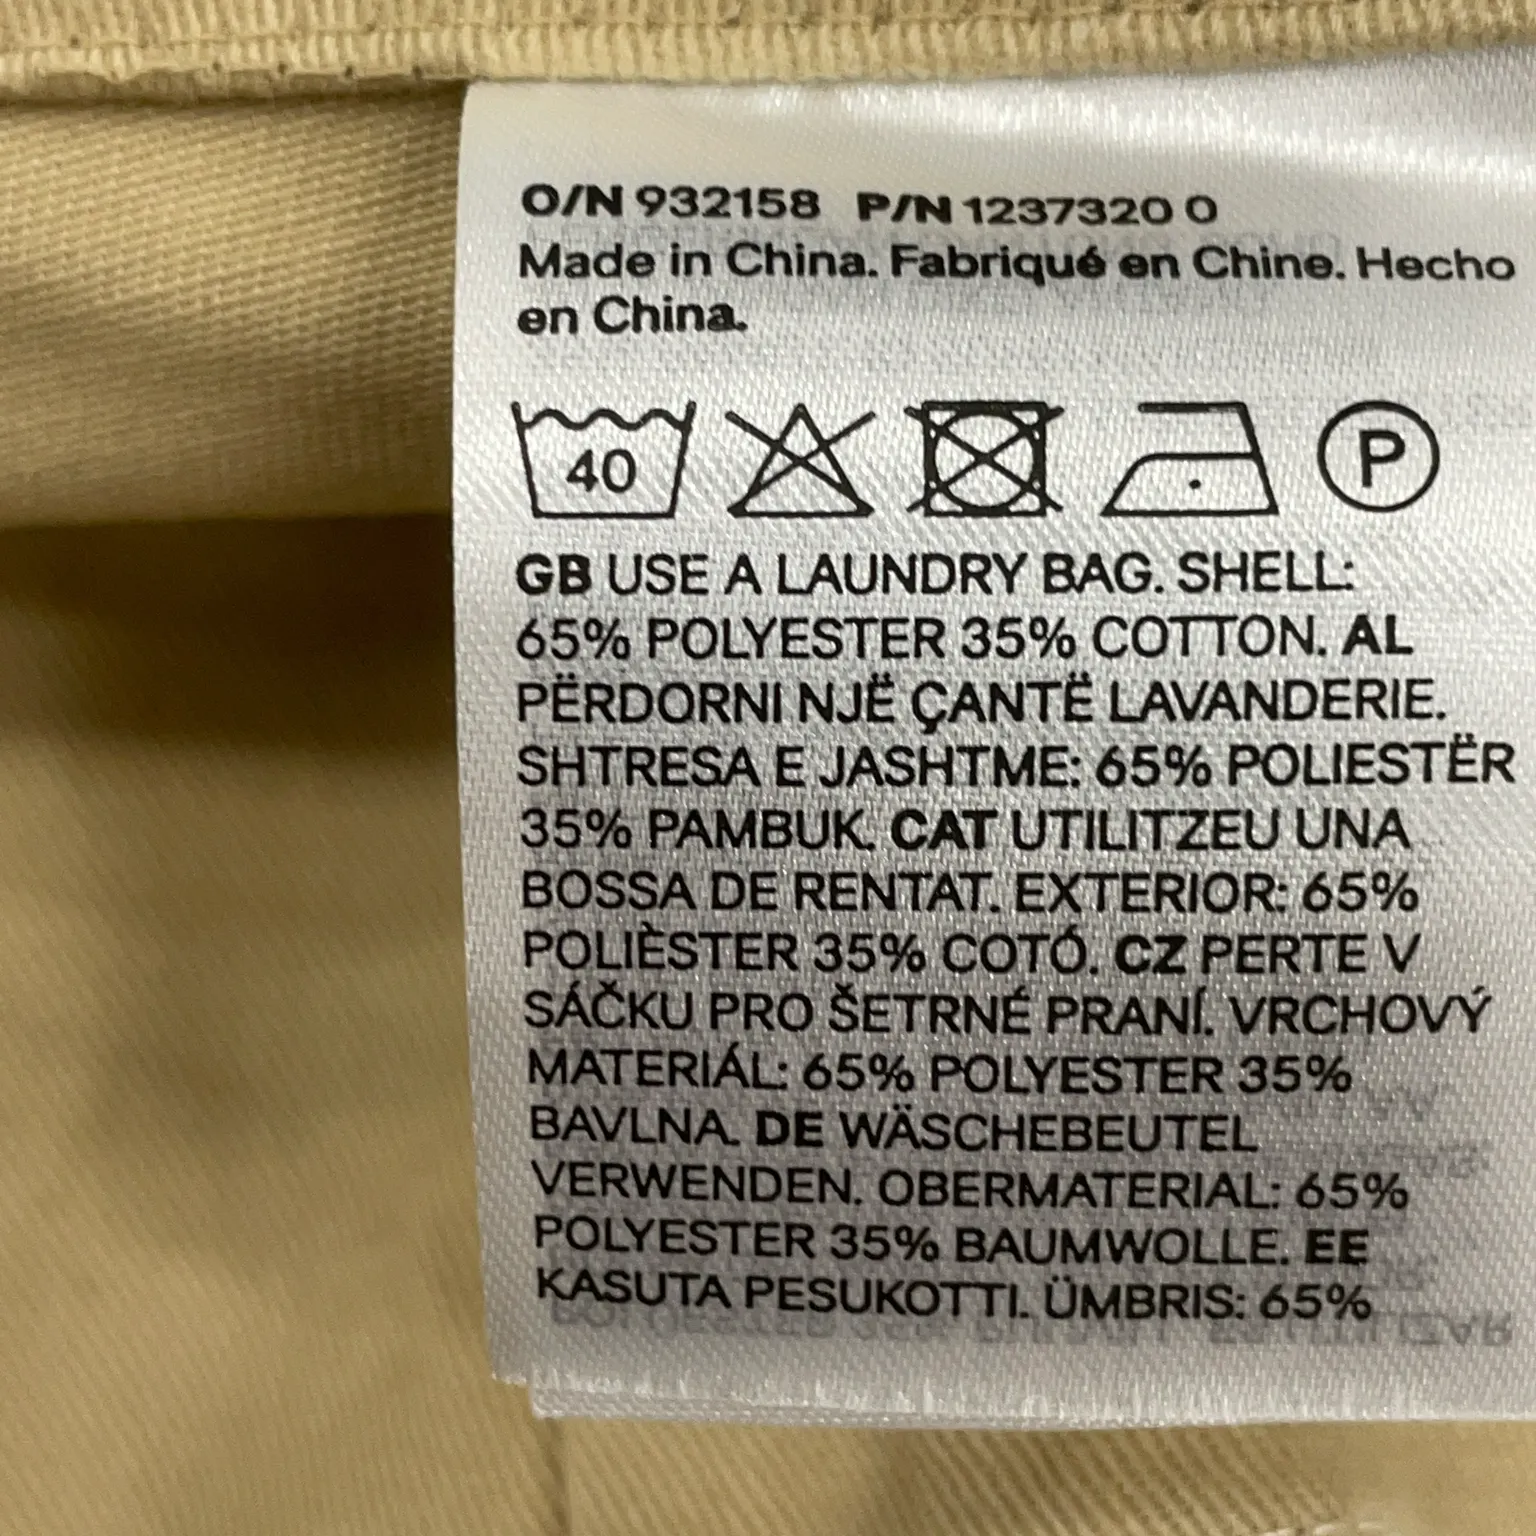 O/N 932158 P/N 1237320 0
Made in China. Fabriqué en Chine. Hecho
en China.
40 P
GB USE A LAUNDRY BAG. SHELL:
65% POLYESTER 35% COTTON. AL
PËRDORNI NJË ÇANTË LAVANDERIE.
SHTRESA E JASHTME: 65% POLIESTËR
35% PAMBUK. CAT UTILITZEU UNA
BOSSA DE RENTAT. EXTERIOR: 65%
POLIÈSTER 35% COTÓ. CZ PERTE V
SÁČKU PRO ŠETRNÉ PRANÍ. VRCHOVÝ
MATERIÁL: 65% POLYESTER 35%
BAVLNA. DE WÄSCHEBEUTEL
VERWENDEN. OBERMATERIAL: 65%
POLYESTER 35% BAUMWOLLE. EE
KASUTA PESUKOTTI. ÜMBRIS: 65%